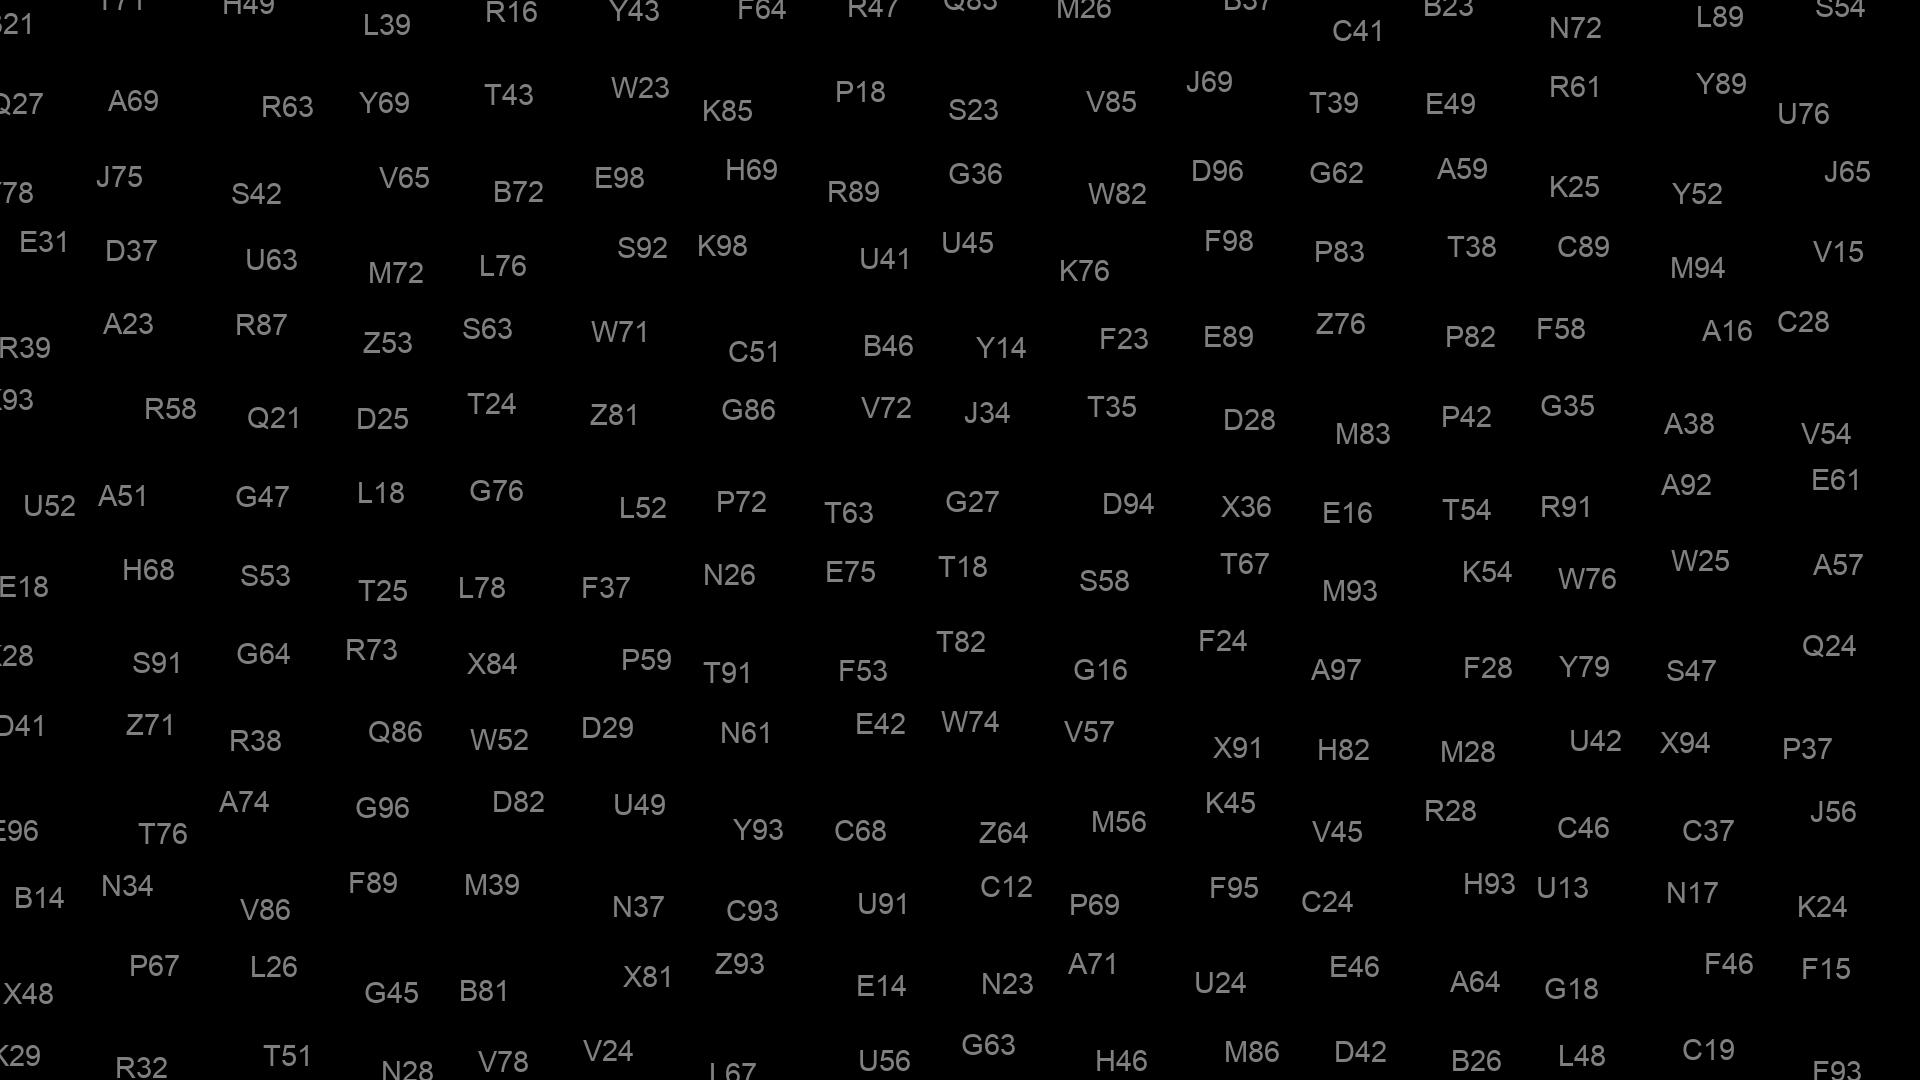 H49 L39 R16 Y43 F64 R47 Q83 M26 B37 C41 B23 N72 L89 S54
Q27 A69 R63 Y69 T43 W23 K85 P18 S23 V85 J69 T39 E49 R61 Y89 U76
J75 S42 V65 B72 E98 H69 R89 G36 W82 D96 G62 A59 K25 Y52 J65
E31 D37 U63 M72 L76 S92 K98 U41 U45 K76 F98 P83 T38 C89 M94 V15
R39 A23 R87 Z53 S63 W71 C51 B46 Y14 F23 E89 Z76 P82 F58 A16 C28
R58 Q21 D25 T24 Z81 G86 V72 J34 T35 D28 M83 P42 G35 A38 V54
U52 A51 G47 L18 G76 L52 P72 T63 G27 D94 X36 E16 T54 R91 A92 E61
E18 H68 S53 T25 L78 F37 N26 E75 T18 S58 T67 M93 K54 W76 W25 A57
S91 G64 R73 X84 P59 T91 F53 T82 G16 F24 A97 F28 Y79 S47 Q24
D41 Z71 R38 Q86 W52 D29 N61 E42 W74 V57 X91 H82 M28 U42 X94 P37
E96 T76 A74 G96 D82 U49 Y93 C68 Z64 M56 K45 V45 R28 C46 C37 J56
B14 N34 V86 F89 M39 N37 C93 U91 C12 P69 F95 C24 H93 U13 N17 K24
X48 P67 L26 G45 B81 X81 Z93 E14 N23 A71 U24 E46 A64 G18 F46 F15
K29 R32 T51 N28 V78 V24 L67 U56 G63 H46 M86 D42 B26 L48 C19 F93